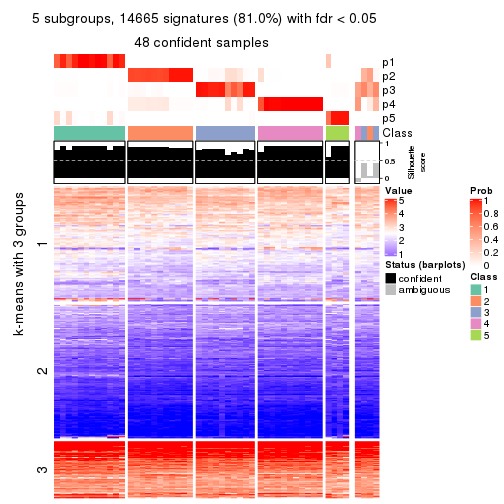 5 subgroups, 14665 signatures (81.0%) with fdr < 0.05
48 confident samples
p1
p2
p3
p4
p5
Class
1
0.5
0
Silhouette
score
k-means with 3 groups
1
2
3
Value
5
4
3
2
1
Status (barplots)
confident
ambiguous
Prob
1
0.8
0.6
0.4
0.2
0
Class
1
2
3
4
5